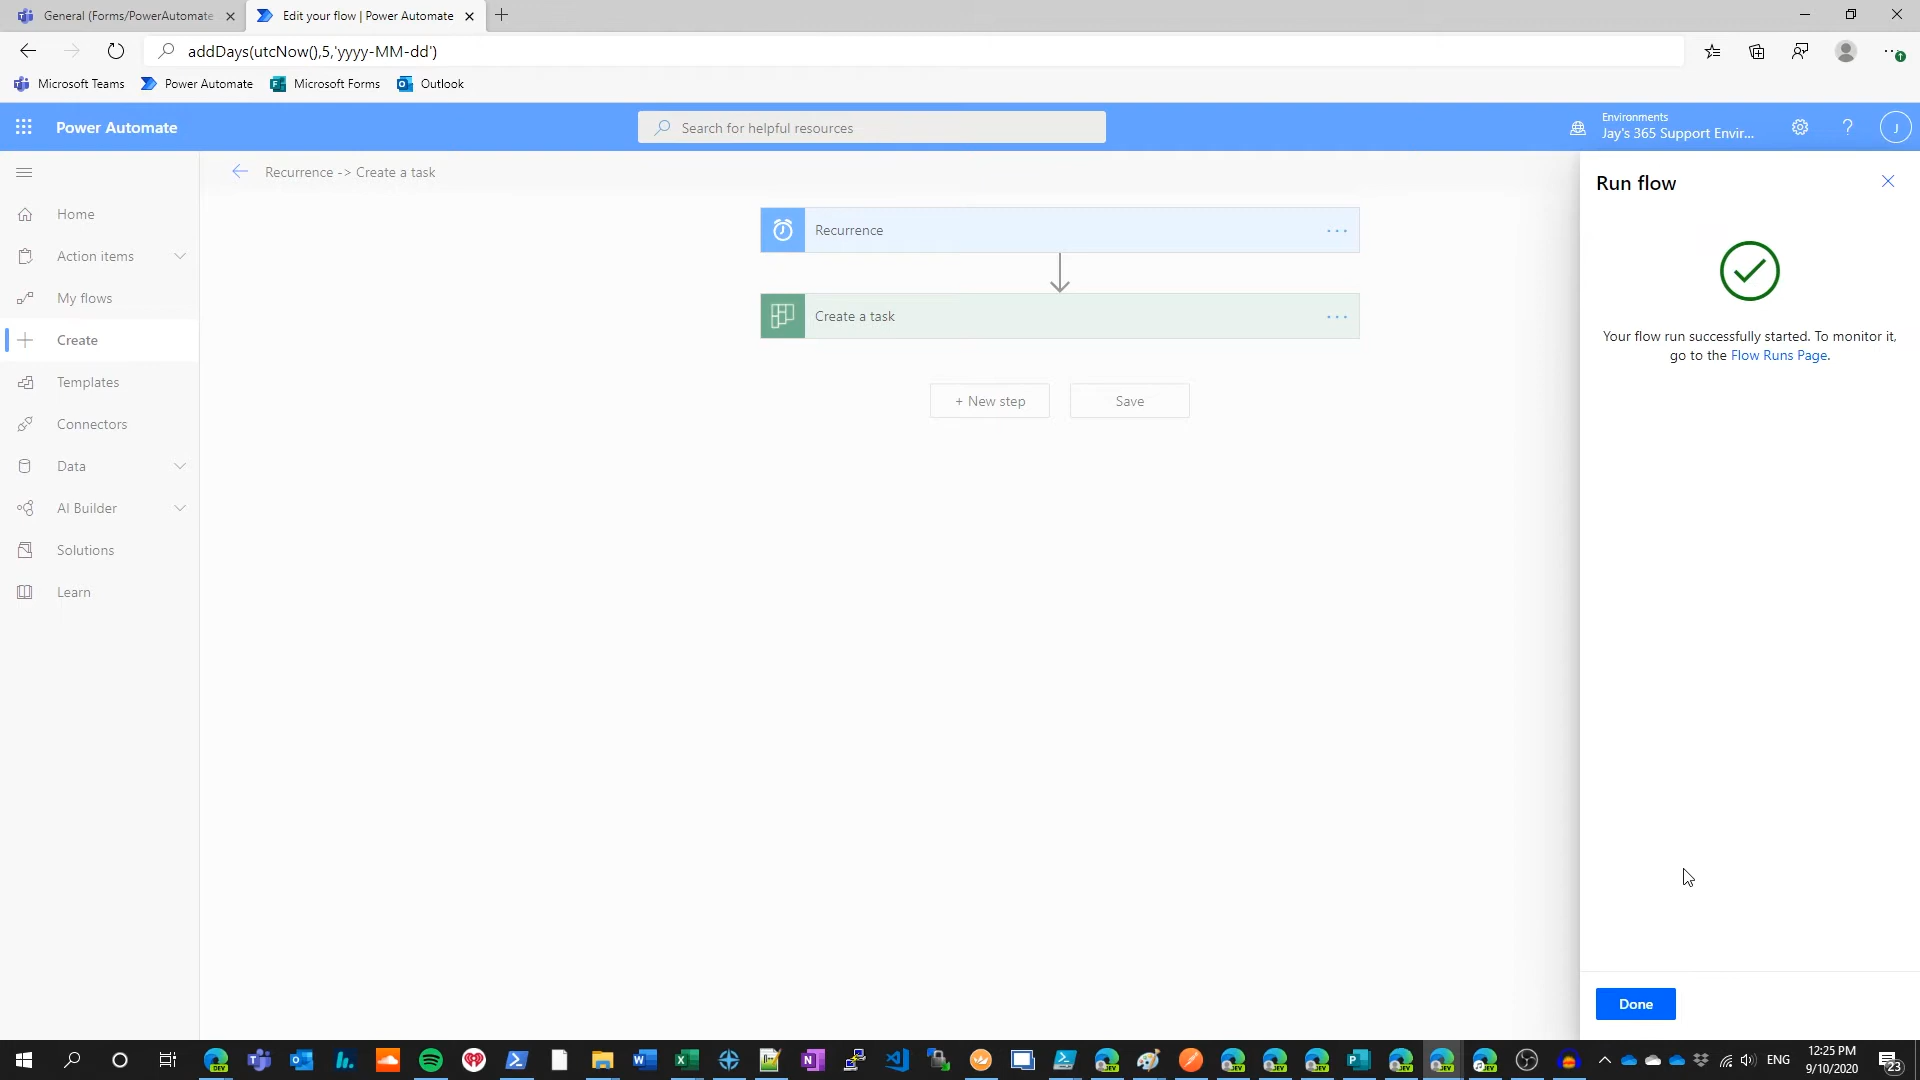 General (Forms/PowerAutomate
Edit your flow | Power Automate
addDays(utcNow(),5,'yyyy-MM-dd')
Microsoft Teams
Power Automate
Microsoft Forms
Outlook
Power Automate
Search for helpful resources
Environments
Jay's 365 Support Envir...
?
J
Recurrence -> Create a task
Home
Action items
My flows
Create
Templates
Connectors
Data
AI Builder
Solutions
Learn
Recurrence
Create a task
+ New step
Save
Run flow
Your flow run successfully started. To monitor it,
go to the Flow Runs Page.
Done
ENG
12:25 PM
9/10/2020
23